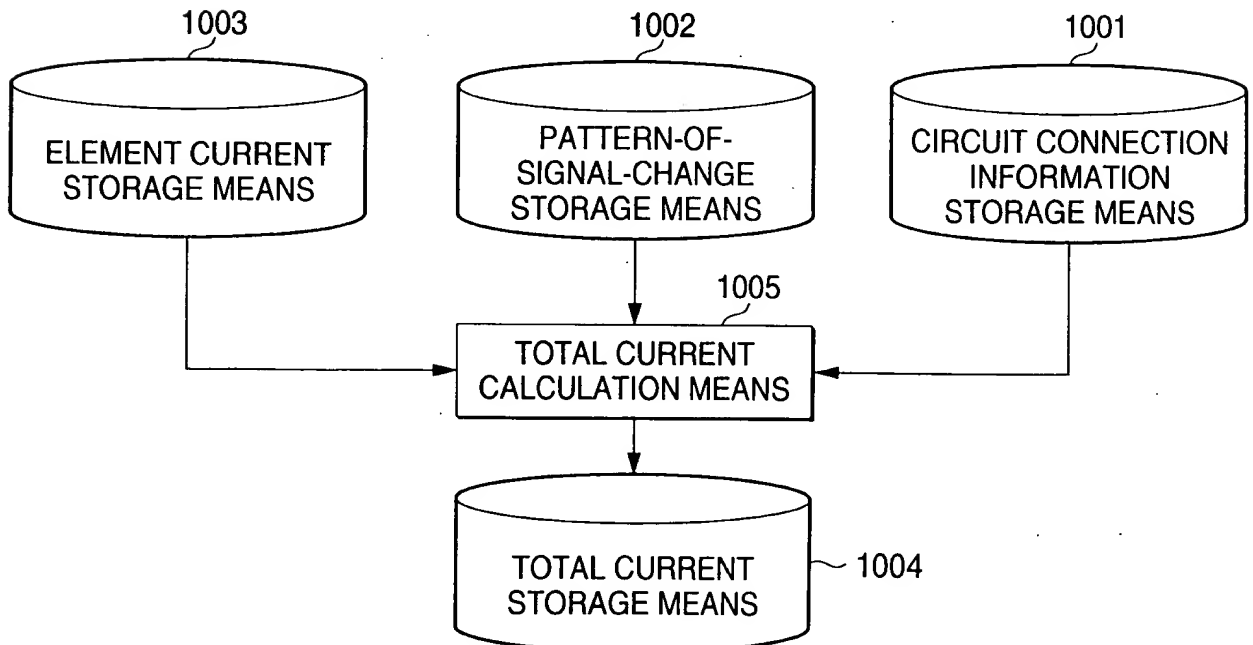 1003
1002
1001
ELEMENT CURRENT
STORAGE MEANS
PATTERN-OF-
SIGNAL-CHANGE
STORAGE MEANS
CIRCUIT CONNECTION
INFORMATION
STORAGE MEANS
1005
TOTAL CURRENT
CALCULATION MEANS
TOTAL CURRENT
STORAGE MEANS
1004